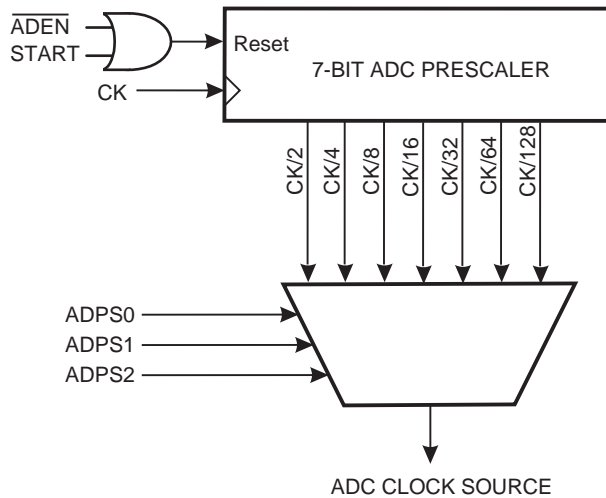 ADEN
START
CK
Reset
7-BIT ADC PRESCALER
CK/2
CK/4
CK/8
CK/16
CK/32
CK/64
CK/128
ADPS0
ADPS1
ADPS2
ADC CLOCK SOURCE